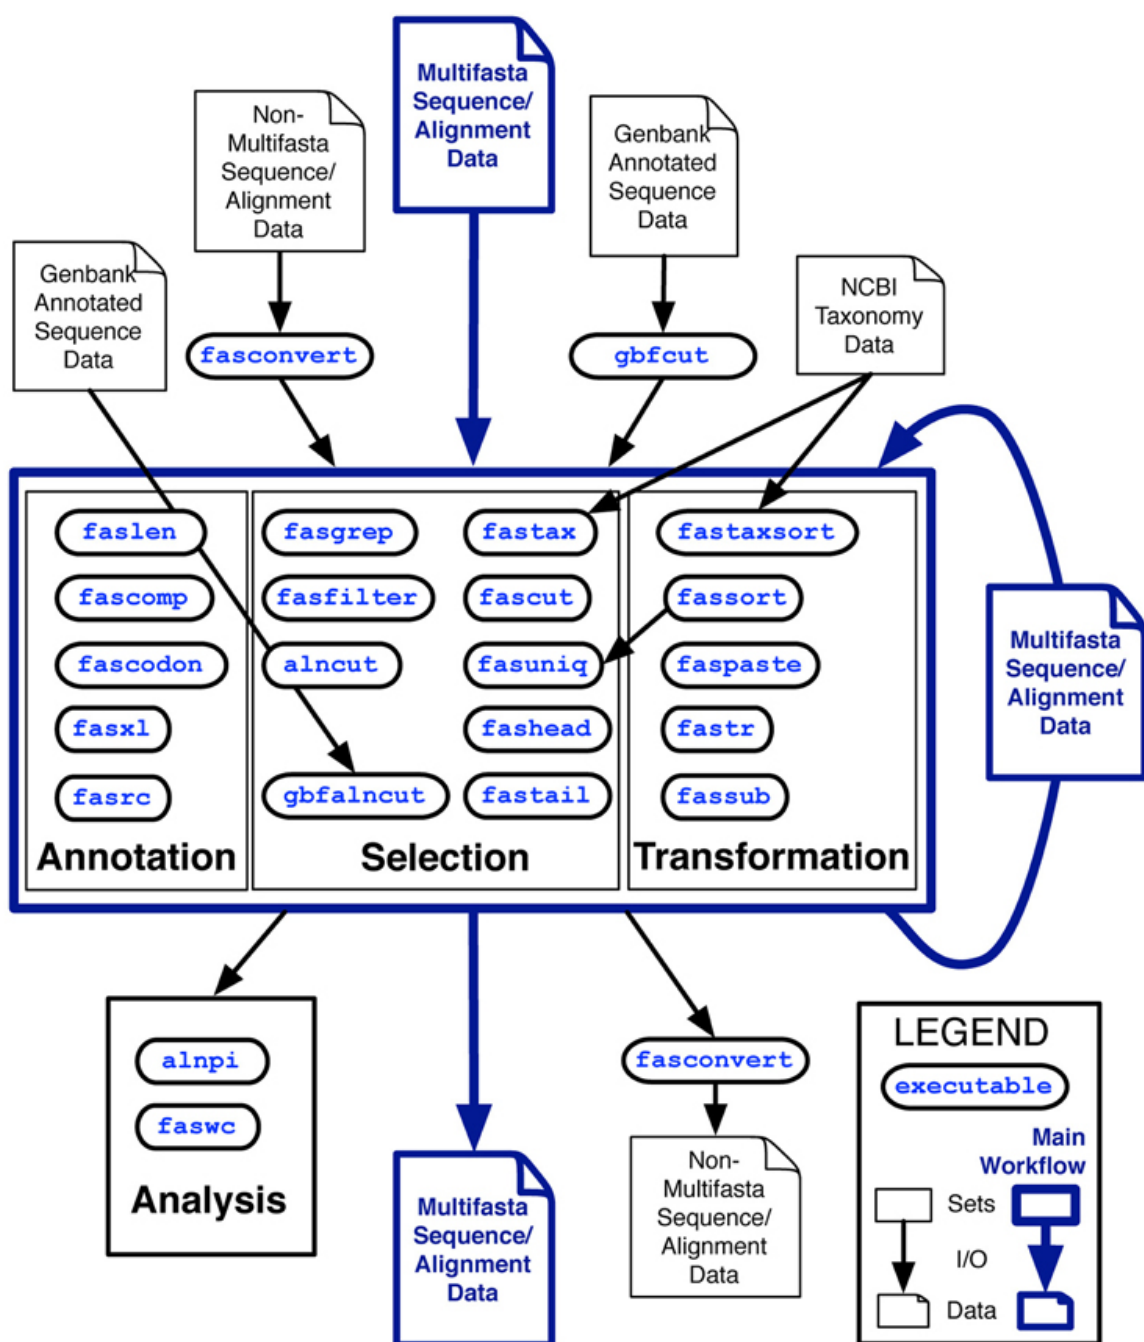 Multifasta
Sequence/
Alignment
Data
Non-
Multifasta
Sequence/
Alignment
Data
Genbank
Annotated
Sequence
Data
Genbank
Annotated
Sequence
Data
NCBI
Taxonomy
Data
fasconvert
gbfcut
faslen
fascomp
fascodon
fasxl
fasrc
Annotation
fasgrep
fasfilter
alncut
gbfalncut
fastax
fascut
fasuniq
fashead
fastail
Selection
fastaxsort
fassort
faspaste
fastr
fassub
Transformation
Multifasta
Sequence/
Alignment
Data
alnpi
faswc
Analysis
Multifasta
Sequence/
Alignment
Data
fasconvert
Non-
Multifasta
Sequence/
Alignment
Data
LEGEND
executable
Main
Workflow
Sets
I/O
Data